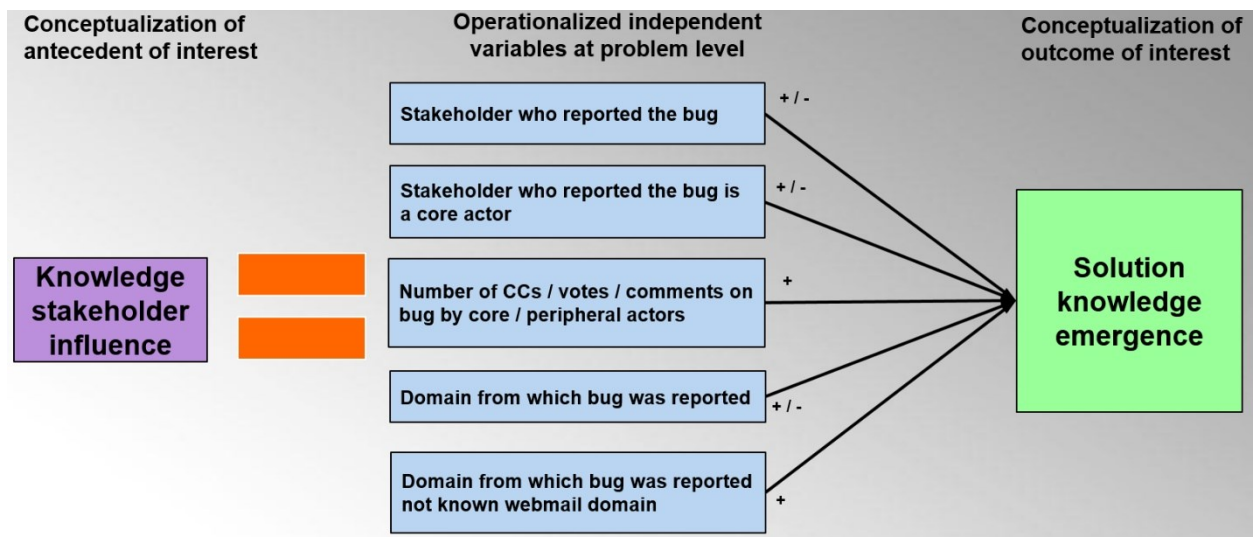 Conceptualization of
antecedent of interest
Operationalized independent
variables at problem level
Conceptualization of
outcome of interest
Stakeholder who reported the bug
+ / -
Stakeholder who reported the bug is
a core actor
+ / -
Knowledge
stakeholder
influence
Number of CCs / votes / comments on
bug by core / peripheral actors
+
Solution
knowledge
emergence
Domain from which bug was reported
+ / -
Domain from which bug was reported
not known webmail domain
+